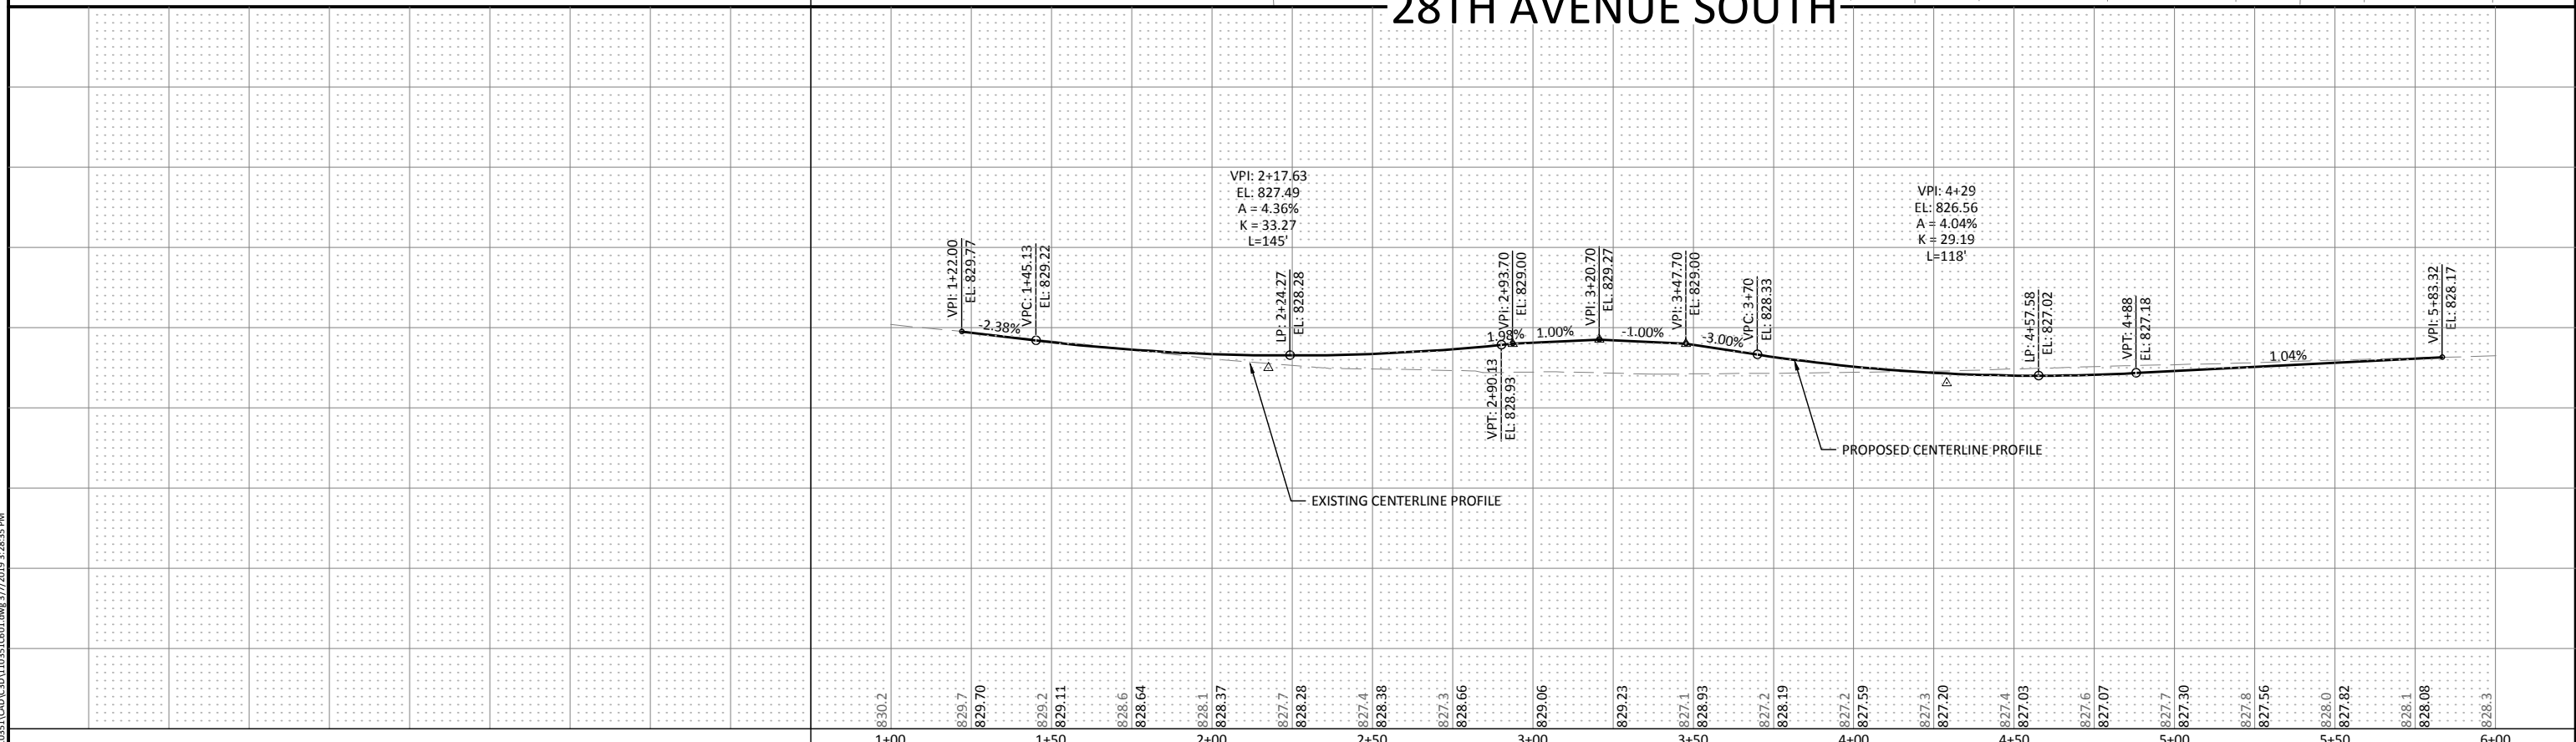 28TH AVENUE SOUTH
VPI: 2+17.63
EL: 827.49
A = 4.36%
K = 33.27
L=145'
VPI: 4+29
EL: 826.56
A = 4.04%
K = 29.19
L=118'
VPI: 1+22.00
EL: 829.77
-2.38%
VPC: 1+45.13
EL: 829.22
LP: 2+24.27
EL: 828.28
VPT: 2+90.13
EL: 828.93
1.98%
VPI: 2+93.70
EL: 829.00
1.00%
VPI: 3+20.70
EL: 829.27
-1.00%
VPI: 3+47.70
EL: 829.00
-3.00%
VPC: 3+70
EL: 828.33
LP: 4+57.58
EL: 827.02
VPT: 4+88
EL: 827.18
1.04%
VPI: 5+83.32
EL: 828.17
PROPOSED CENTERLINE PROFILE
EXISTING CENTERLINE PROFILE
830.2
829.7
829.70
829.2
829.11
828.6
828.64
828.1
828.37
827.7
828.28
827.4
828.38
827.3
828.66
829.06
829.23
827.1
828.93
827.2
828.19
827.2
827.59
827.3
827.20
827.4
827.03
827.6
827.07
827.7
827.30
827.8
827.56
828.0
827.82
828.1
828.08
828.3
1+00
1+50
2+00
2+50
3+00
3+50
4+00
4+50
5+00
5+50
6+00